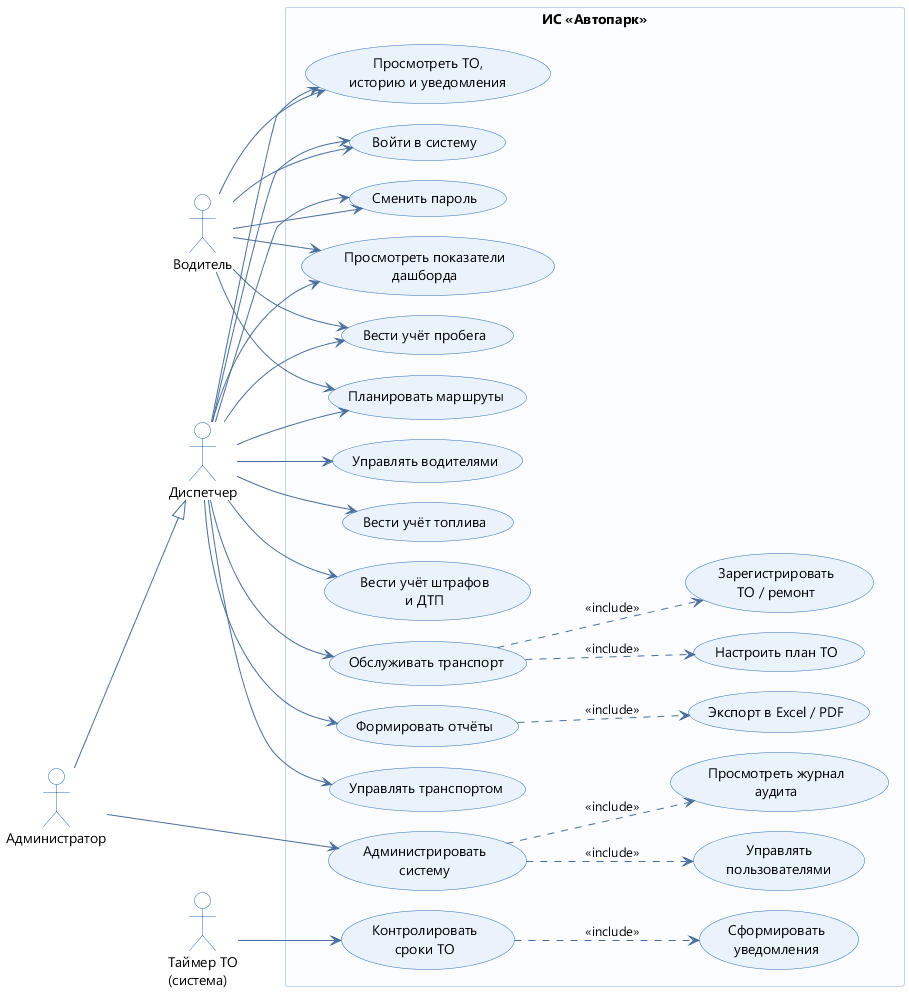 ИС «Автопарк»
Просмотреть ТО,
историю и уведомления
Войти в систему
Сменить пароль
Водитель
Просмотреть показатели
дашборда
Вести учёт пробега
Планировать маршруты
Управлять водителями
Диспетчер
Вести учёт топлива
Вести учёт штрафов
и ДТП
Зарегистрировать
ТО / ремонт
«include»
Обслуживать транспорт
«include»
Настроить план ТО
Формировать отчёты
«include»
Экспорт в Excel / PDF
Управлять транспортом
Просмотреть журнал
аудита
«include»
Администратор
Администрировать
систему
«include»
Управлять
пользователями
Таймер ТО
(система)
Контролировать
сроки ТО
«include»
Сформировать
уведомления